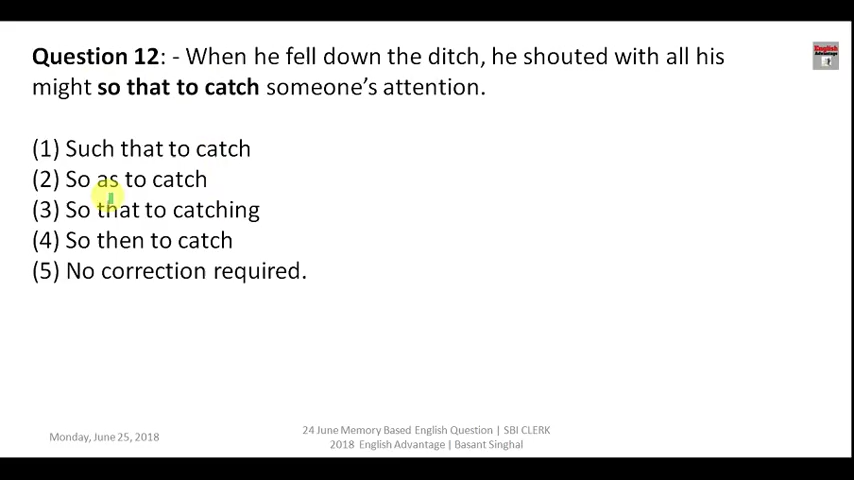 Question 12: - When he fell down the ditch, he shouted with all his
might so that to catch someone's attention.
(1) Such that to catch
(2) So as to catch
(3) So that to catching
(4) So then to catch
(5) No correction required.
English
Advantage
Monday, June 25, 2018
24 June Memory Based English Question | SBI CLERK
2018 English Advantage | Basant Singhal